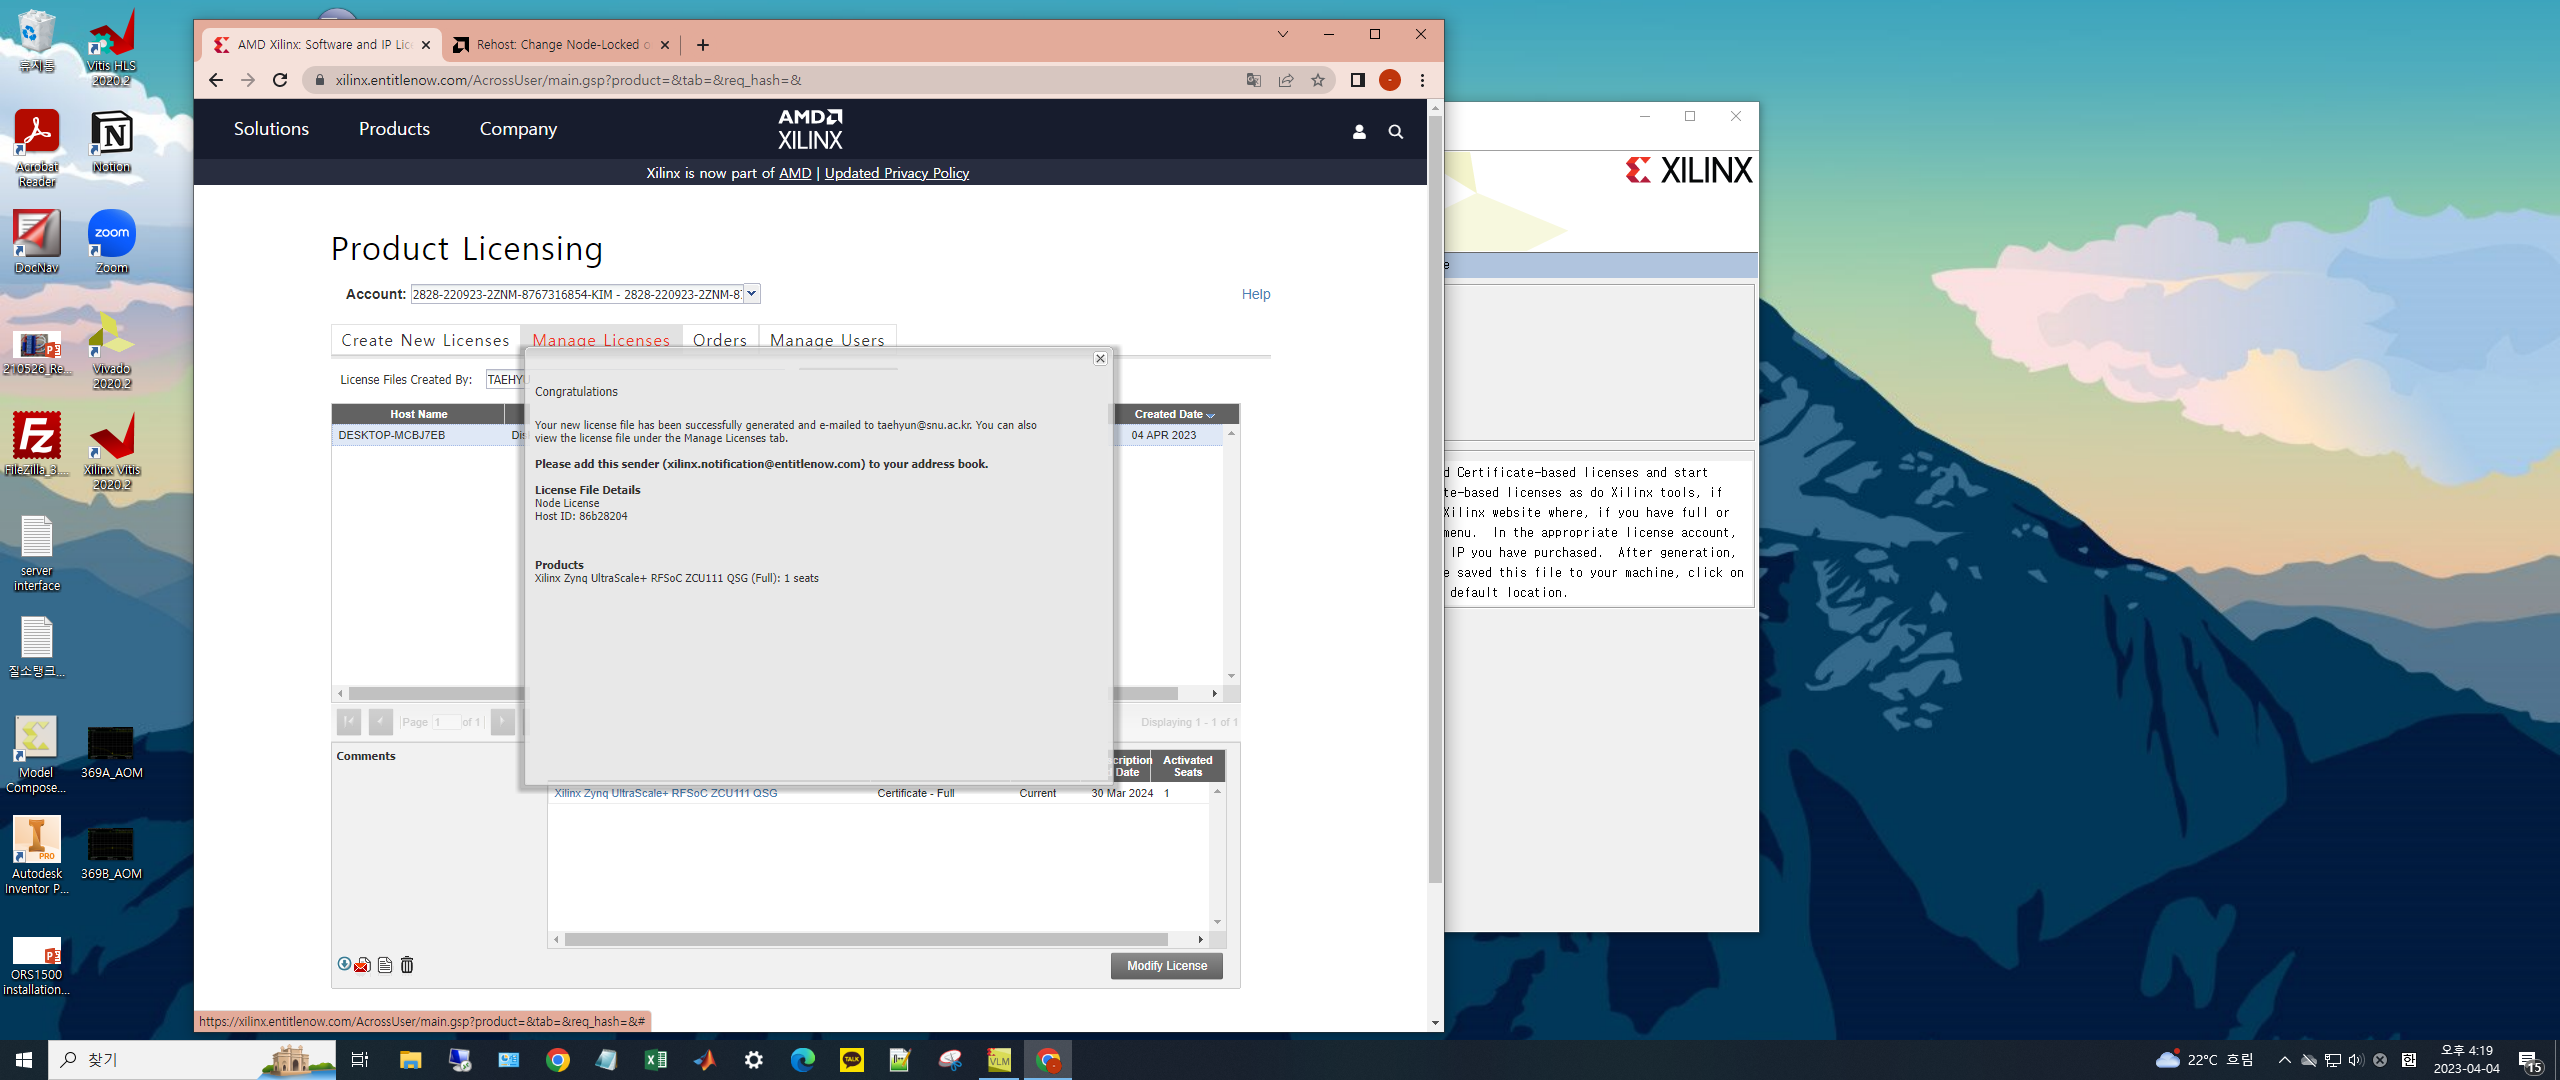 휴지통
Vitis HLS
2020.2
Acrobat
Reader
Notion
DocNav
Zoom
zoom
210526_Re...
Vivado
2020.2
FileZilla_3....
Xilinx Vitis
2020.2
server
interface
질소탱크...
Model
Compose...
369A_AOM
Autodesk
Inventor P...
369B_AOM
PRO
ORS1500
installation...
AMD Xilinx: Software and IP Lice
Rehost: Change Node-Locked o
xilinx.entitlenow.com/AcrossUser/main.gsp?product=&tab=&req_hash=&
Solutions
Products
Company
AMD
XILINX
Xilinx is now part of AMD | Updated Privacy Policy
Product Licensing
Account: 2828-220923-2ZNM-8767316854-KIM - 2828-220923-2ZNM-87
Help
Create New Licenses
Manage Licenses
Orders
Manage Users
License Files Created By: TAEHYU
Host Name
Created Date
DESKTOP-MCBJ7EB
Dis
04 APR 2023
Congratulations
Your new license file has been successfully generated and e-mailed to taehyun@snu.ac.kr. You can also
view the license file under the Manage Licenses tab.
Please add this sender (xilinx.notification@entitlenow.com) to your address book.
License File Details
Node License
Host ID: 86b28204
Products
Xilinx Zynq UltraScale+ RFSoC ZCU111 QSG (Full): 1 seats
Page 1 of 1
Displaying 1 - 1 of 1
Comments
cription
Date
Activated
Seats
Xilinx Zynq UltraScale+ RFSoC ZCU111 QSG
Certificate - Full
Current
30 Mar 2024
1
Modify License
https://xilinx.entitlenow.com/AcrossUser/main.gsp?product=&tab=&req_hash=&#
XILINX
e
d Certificate-based licenses and start
te-based licenses as do Xilinx tools, if
Xilinx website where, if you have full or
menu. In the appropriate license account,
IP you have purchased. After generation,
e saved this file to your machine, click on
default location.
찾기
TALK
VLM
22°C 흐림
한
오후 4:19
2023-04-04
15